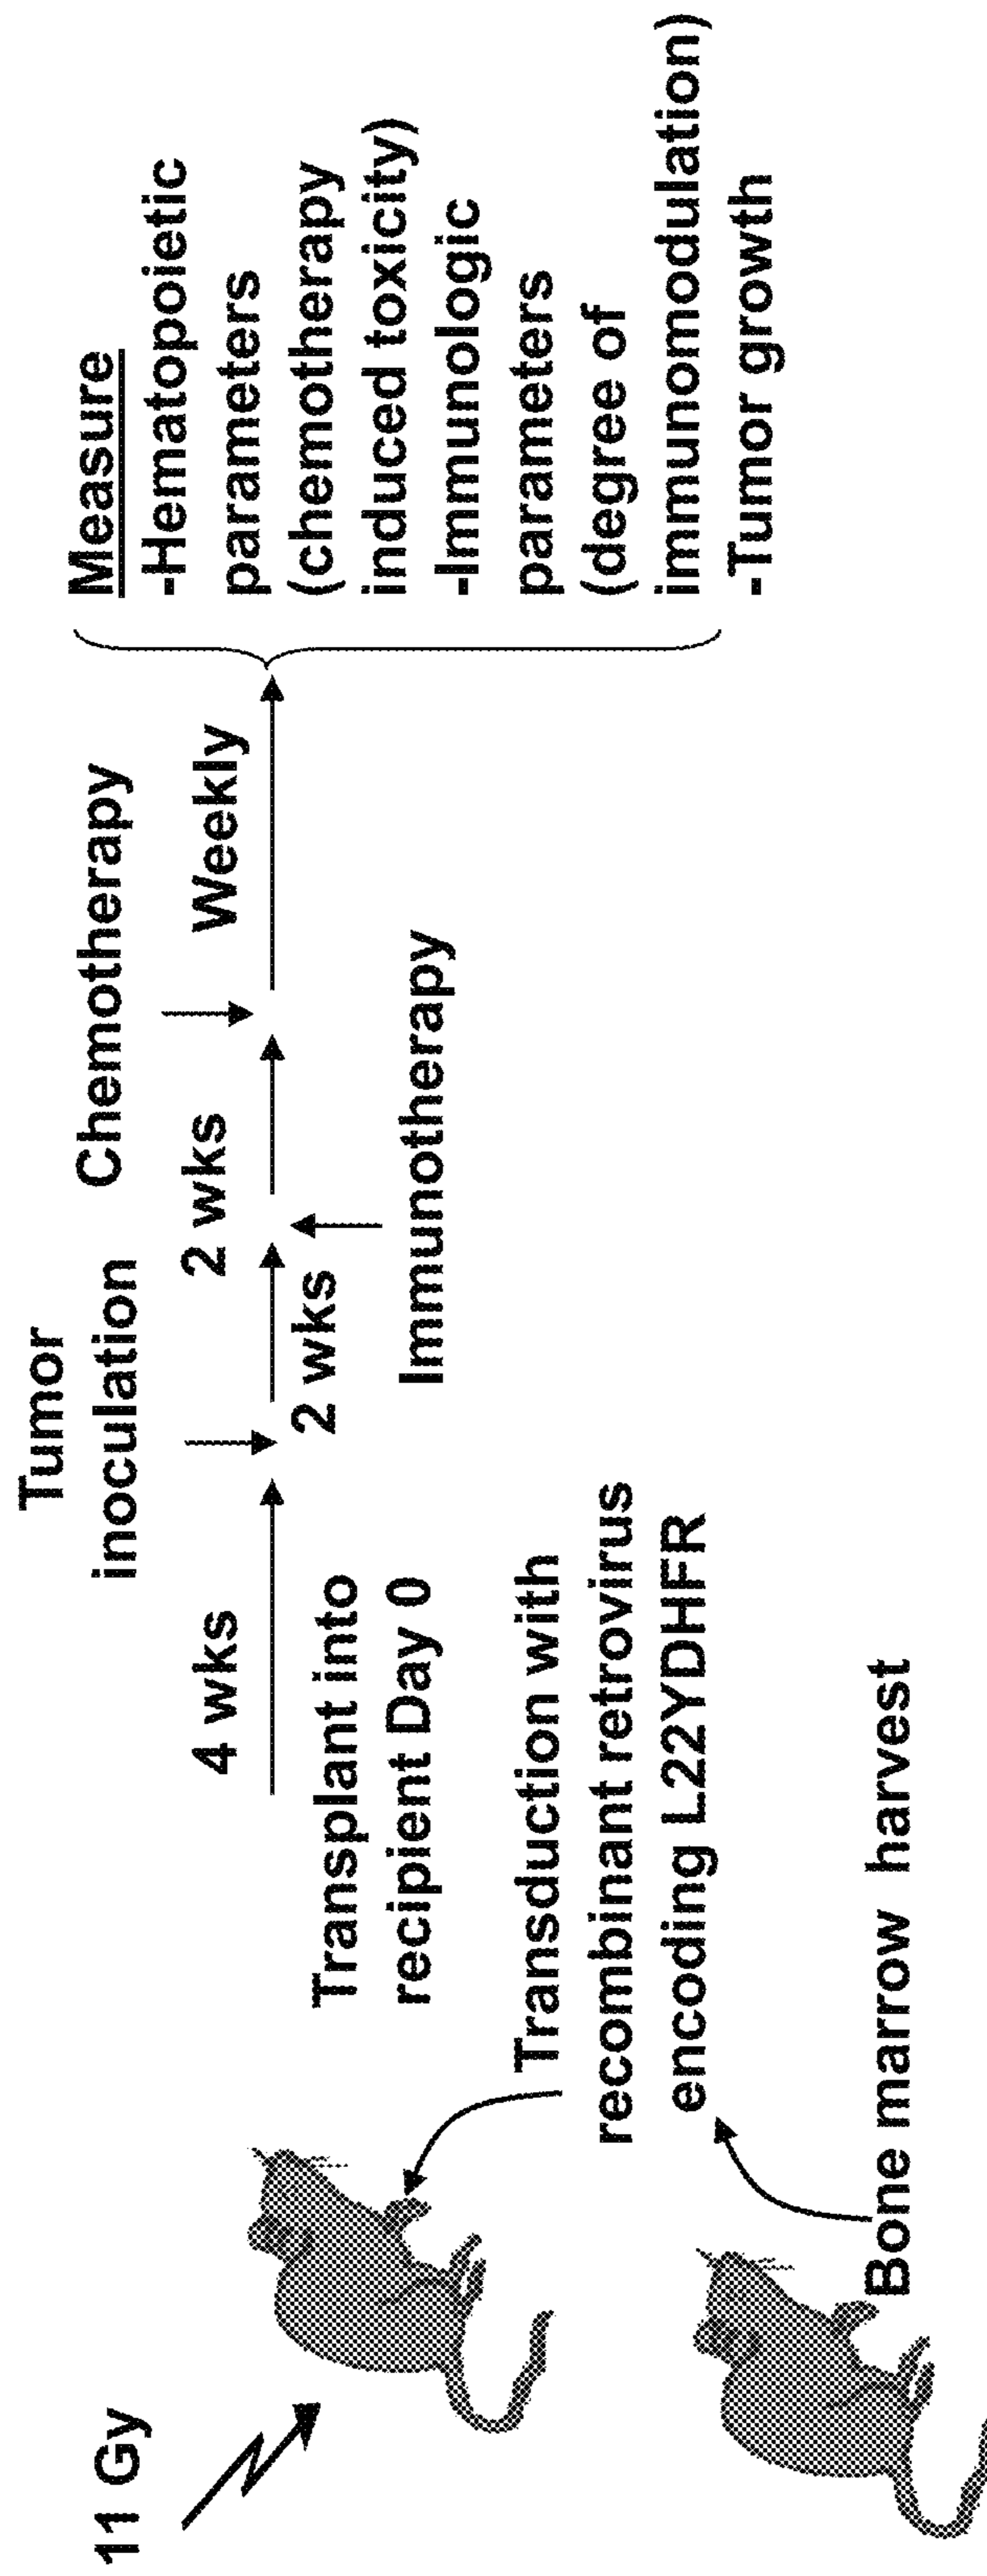 11 Gy
4 wks
Transplant into
recipient Day 0
Transduction with
recombinant retrovirus
encoding L22YDHFR
Bone marrow harvest
Tumor
inoculation
2 wks
Immunotherapy
2 wks
Chemotherapy
Weekly
Measure
-Hematopoietic
parameters
(chemotherapy
induced toxicity)
-Immunologic
parameters
(degree of
immunomodulation)
-Tumor growth